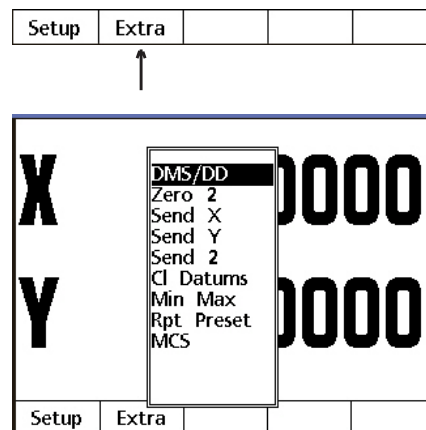 Setup Extra
X 0000
DMS/DD
Zero 2
Send X
Send Y
Send 2
Cl Datums
Min Max
Rpt Preset
MCS
Y 0000
Setup Extra